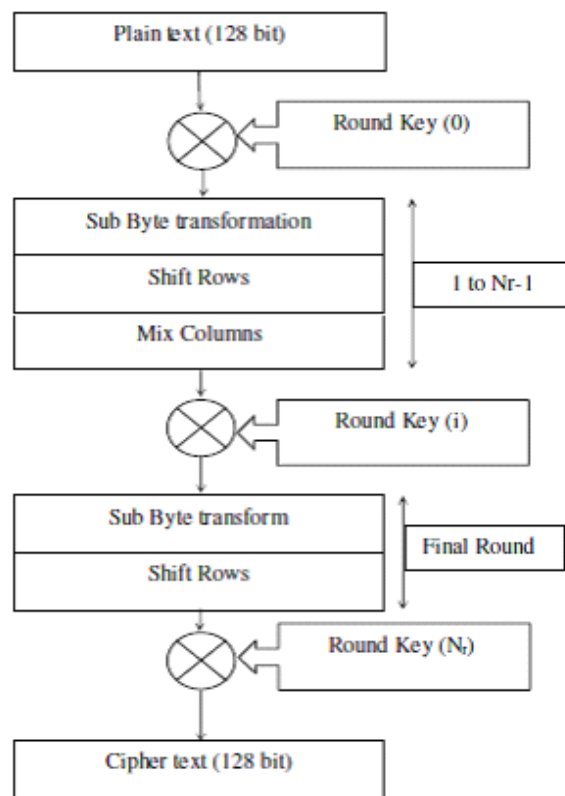 Plain text (128 bit)
Round Key (0)
Sub Byte transformation
Shift Rows
1 to Nr-1
Mix Columns
Round Key (i)
Sub Byte transform
Final Round
Shift Rows
Round Key (Nr)
Cipher text (128 bit)